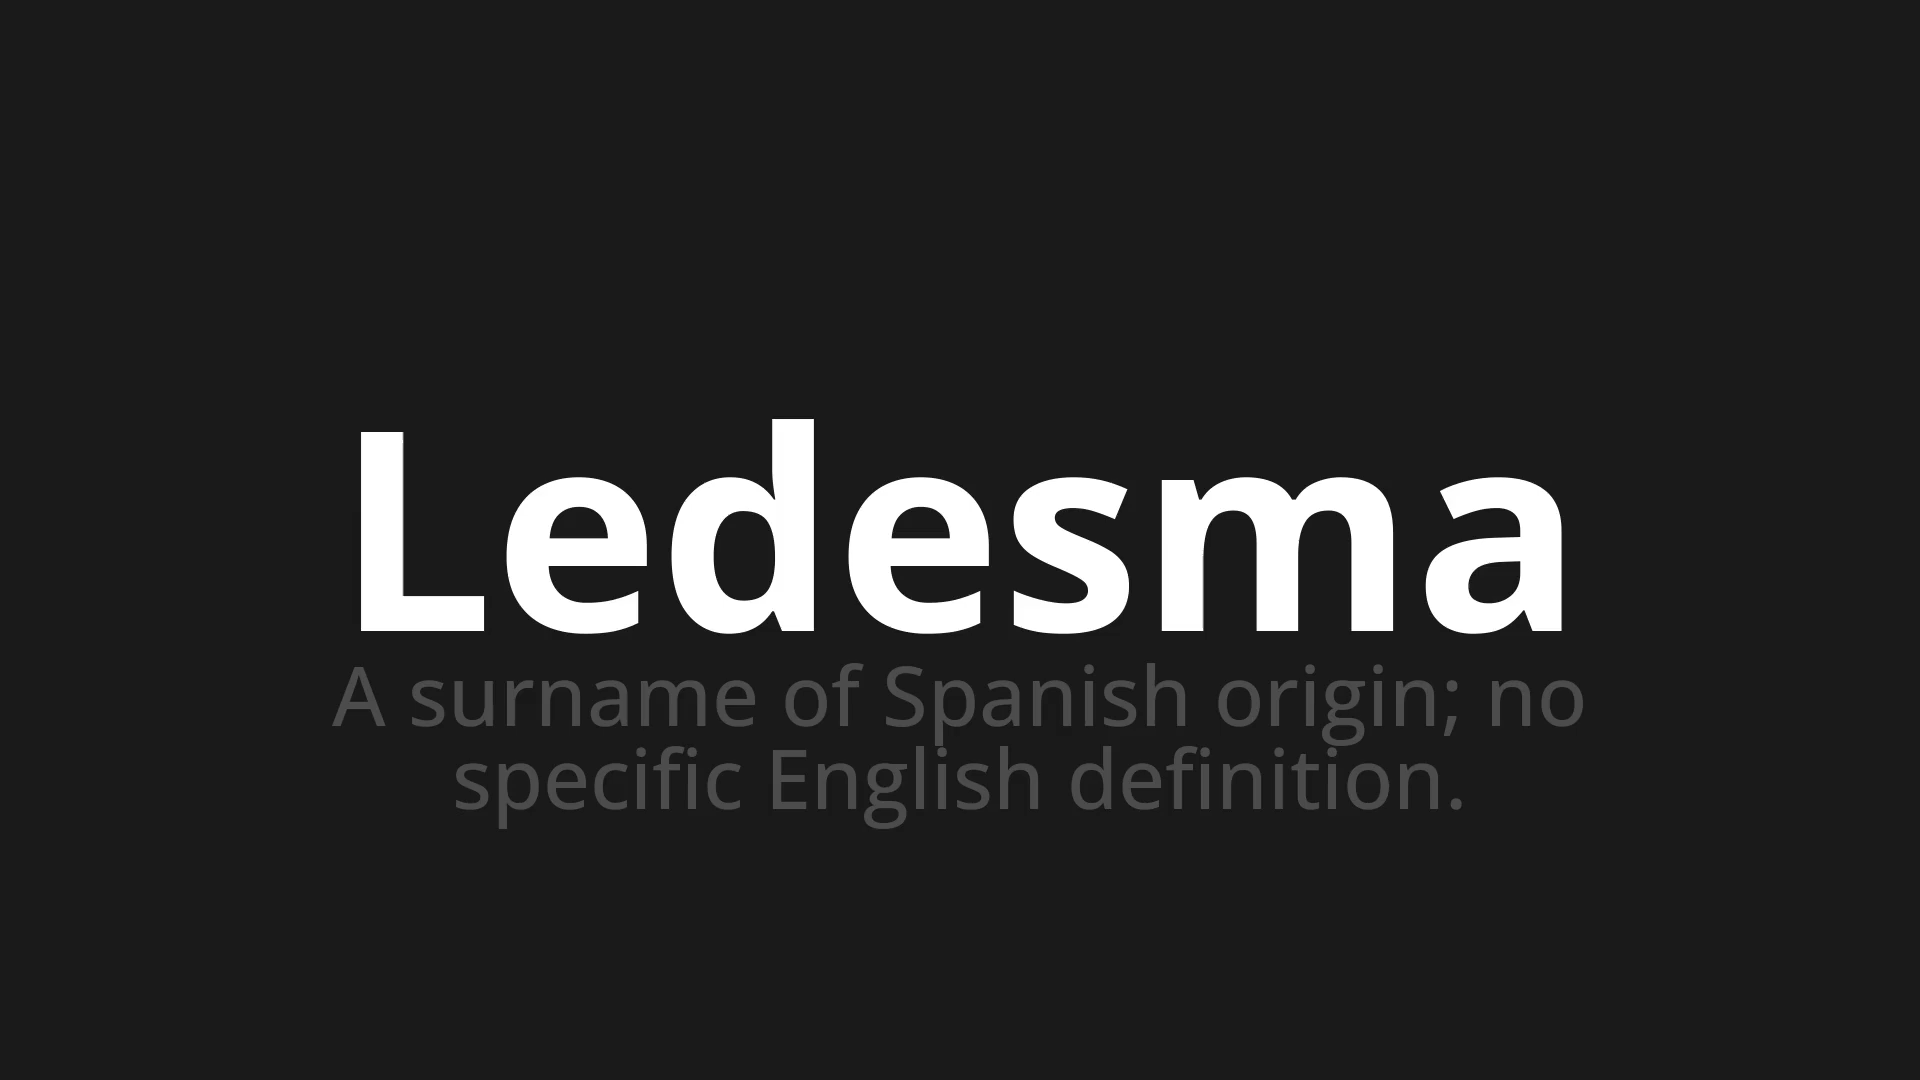 Ledesma
A surname of Spanish origin; no
specific English definition.